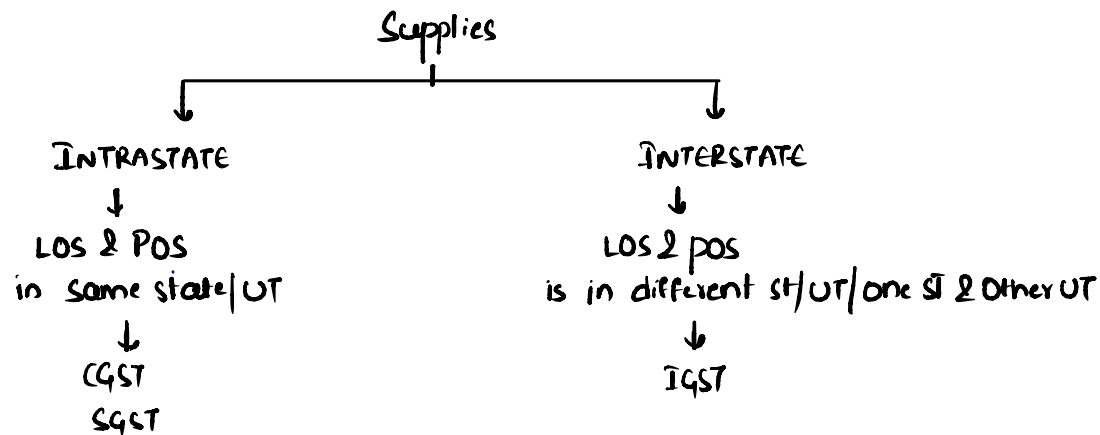 Supplies
INTRASTATE
INTERSTATE
LOS & POS
in same state/UT
LOS & POS
is in different st/UT/one ST & Other UT
CGST
SGST
IGST